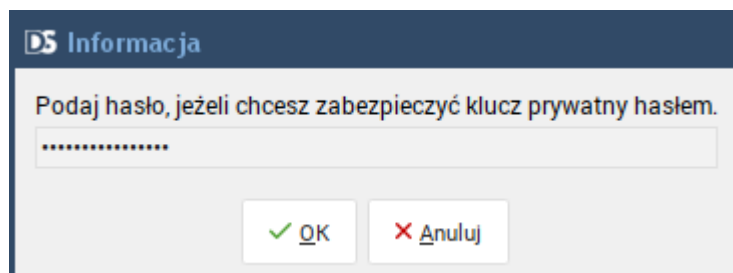 DS Informacja
Podaj hasło, jeżeli chcesz zabezpieczyć klucz prywatny hasłem.
••••••••••••••••
OK Anuluj